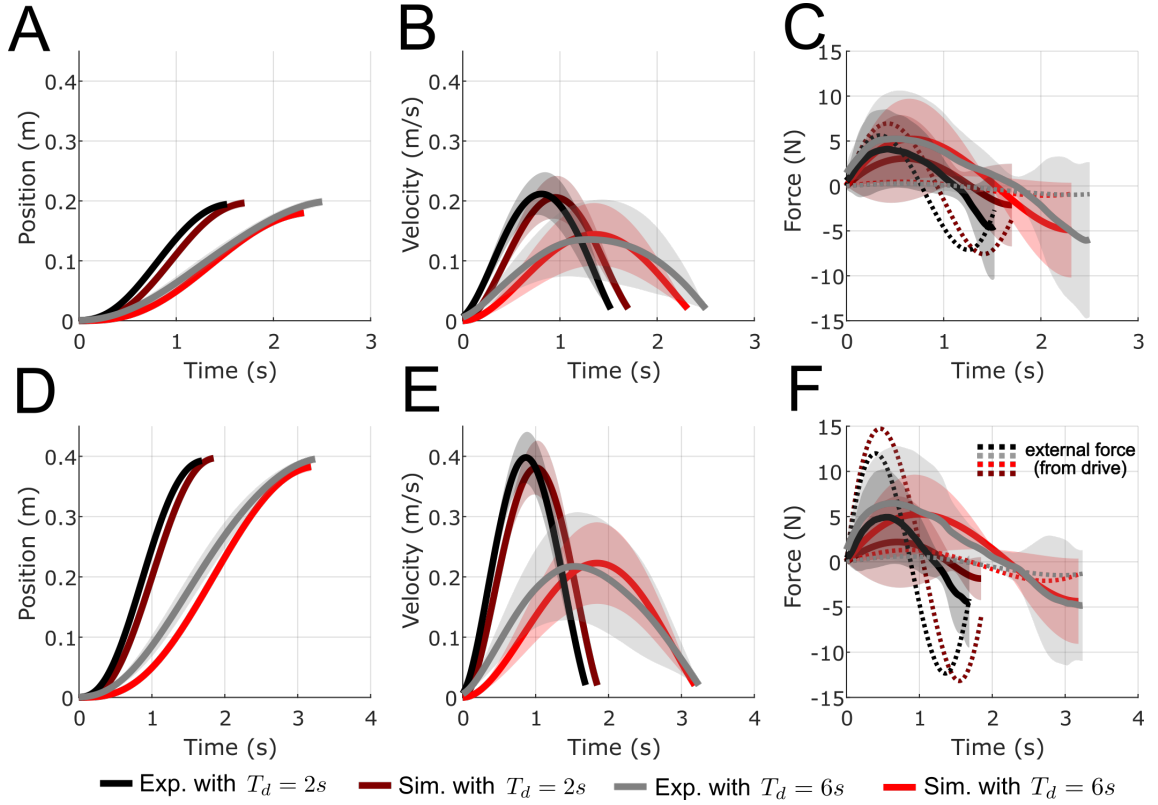 A
B
C
Position (m)
0.4
0.3
0.2
0.1
0
0
1
2
3
Time (s)
Velocity (m/s)
0.4
0.3
0.2
0.1
0
0
1
2
3
Time (s)
Force (N)
15
10
5
0
-5
-10
-15
0
1
2
3
Time (s)
D
E
F
Position (m)
0.4
0.3
0.2
0.1
0
0
1
2
3
4
Time (s)
Velocity (m/s)
0.4
0.3
0.2
0.1
0
0
1
2
3
4
Time (s)
Force (N)
15
10
5
0
-5
-10
-15
0
1
2
3
4
Time (s)
external force
(from drive)
Exp. with T_d = 2s Sim. with T_d = 2s Exp. with T_d = 6s Sim. with T_d = 6s